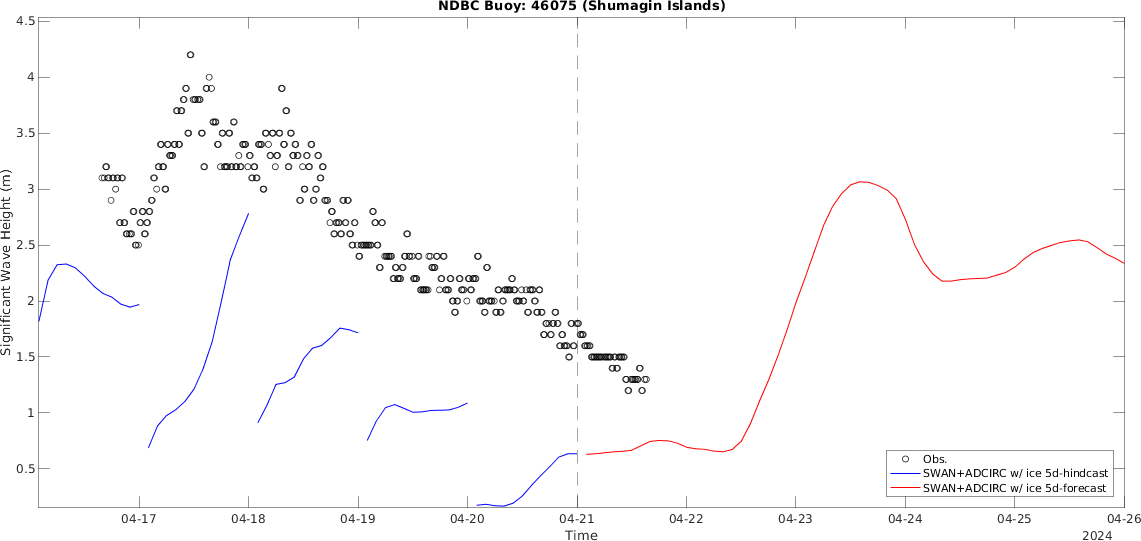 NDBC Buoy: 46075 (Shumagin Islands)
Significant Wave Height (m)
4.5
4
3.5
3
2.5
2
1.5
1
0.5
Obs.
SWAN+ADCIRC w/ ice 5d-hindcast
SWAN+ADCIRC w/ ice 5d-forecast
04-17 04-18 04-19 04-20 04-21 04-22 04-23 04-24 04-25 04-26
Time
2024